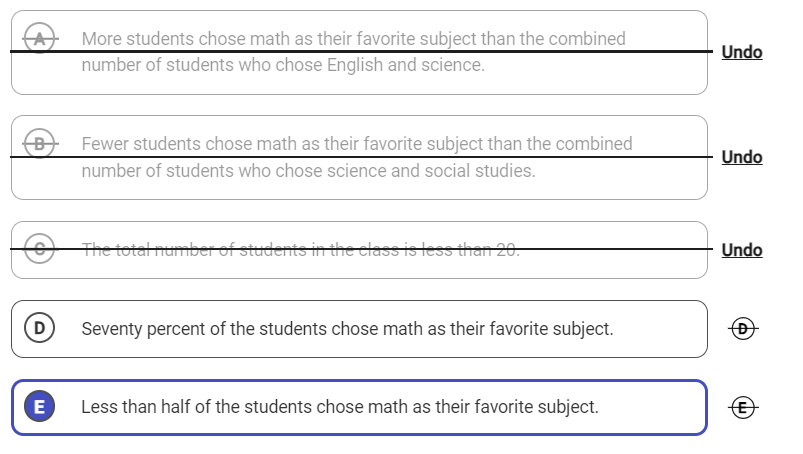 A More students chose math as their favorite subject than the combined
number of students who chose English and science.
Undo
B Fewer students chose math as their favorite subject than the combined
number of students who chose science and social studies.
Undo
C The total number of students in the class is less than 20.
Undo
D Seventy percent of the students chose math as their favorite subject.
D
E Less than half of the students chose math as their favorite subject.
E